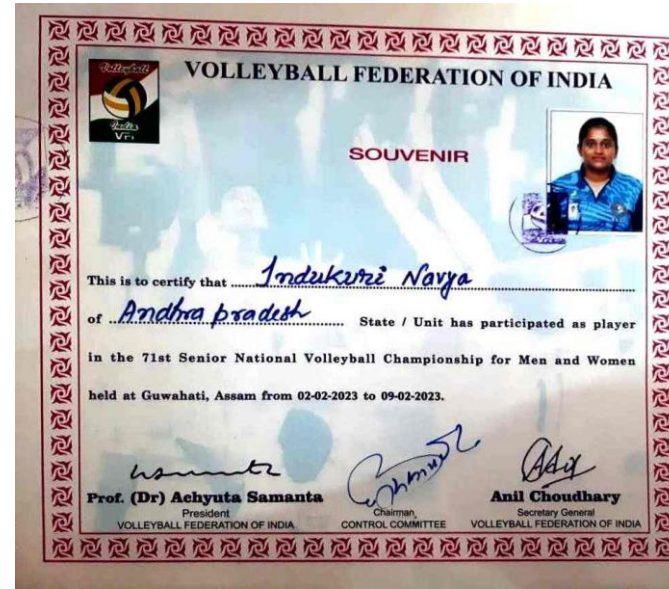 Volleyball
India
VFI
VOLLEYBALL FEDERATION OF INDIA
SOUVENIR
This is to certify that Indukuri Navya
of Andhra pradesh State / Unit has participated as player
in the 71st Senior National Volleyball Championship for Men and Women
held at Guwahati, Assam from 02-02-2023 to 09-02-2023.
Prof. (Dr) Achyuta Samanta
President
VOLLEYBALL FEDERATION OF INDIA
Chairman,
CONTROL COMMITTEE
Anil Choudhary
Secretary General
VOLLEYBALL FEDERATION OF INDIA